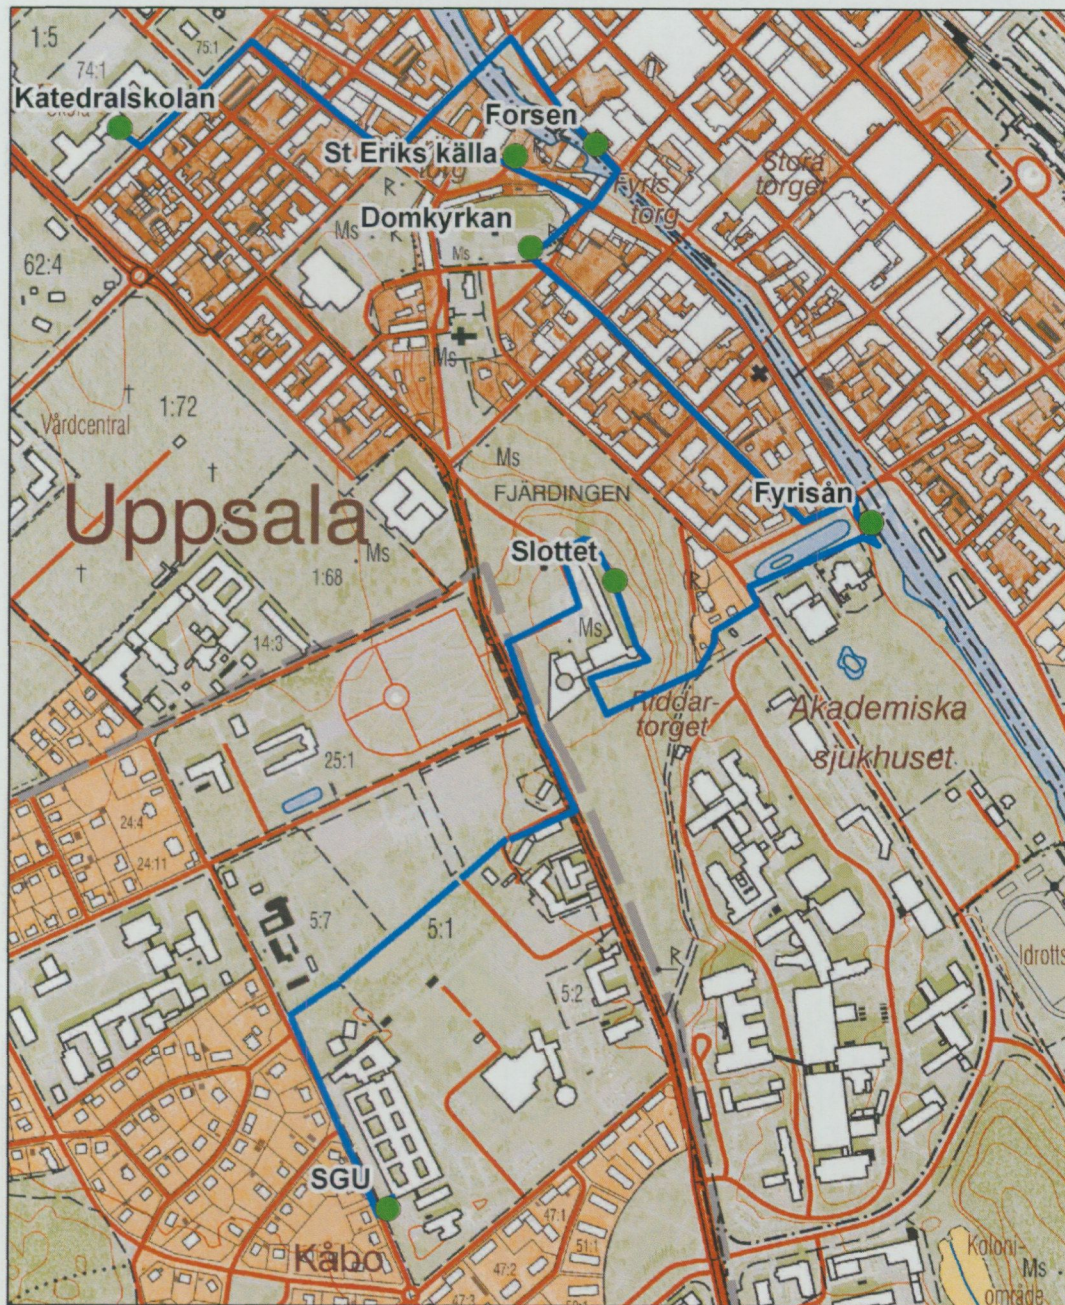 1:5
75:1
74:1
Katedralskolan
Forsen
St Eriks källa
torg
R
Stora
torget
Fyris
torg
Domkyrkan
Ms
R
Ms
R
62:4
Ms
1:72
Vårdcentral
Ms
FJÄRDINGEN
Fyrisån
Uppsala
Ms
Slottet
1:68
R
Ms
14:3
Riddar-
torget
Akademiska
sjukhuset
25:1
24:4
24:11
5:7
5:1
R
Idrotts
5:2
SGU
Kåbo
47:1
51:1
47:2
47:3
Koloni-
Ms
område